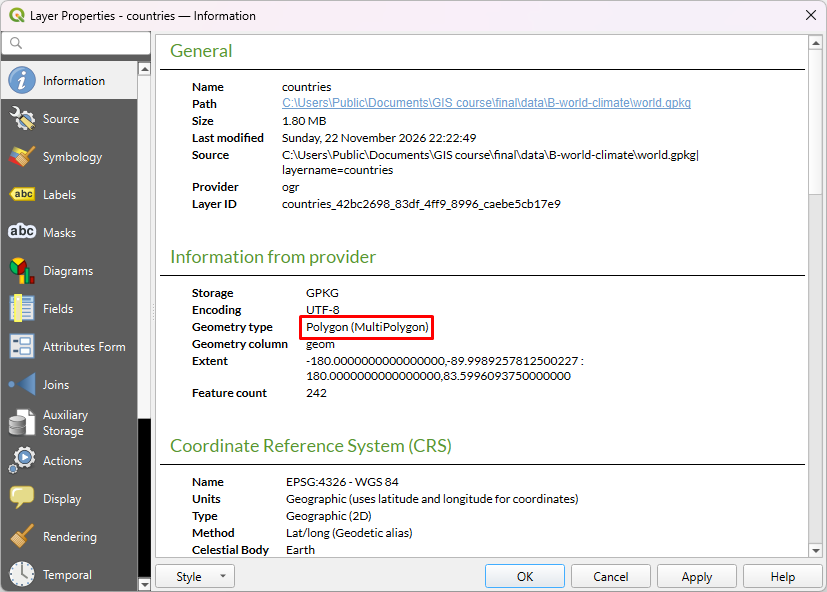 Layer Properties - countries — Information
Information
Source
Symbology
abc Labels
abc Masks
Diagrams
Fields
Attributes Form
Joins
Auxiliary
Storage
Actions
Display
Rendering
Temporal
General
Name countries
Path C:\Users\Public\Documents\GIS course\final\data\B-world-climate\world.gpkg
Size 1.80 MB
Last modified Sunday, 22 November 2026 22:22:49
Source C:\Users\Public\Documents\GIS course\final\data\B-world-climate\world.gpkg|
layername=countries
Provider ogr
Layer ID countries_42bc2698_83df_4ff9_8996_caebe5cb17e9
Information from provider
Storage GPKG
Encoding UTF-8
Geometry type Polygon (MultiPolygon)
Geometry column geom
Extent -180.0000000000000000,-89.9989257812500227 :
180.0000000000000000,83.5996093750000000
Feature count 242
Coordinate Reference System (CRS)
Name EPSG:4326 - WGS 84
Units Geographic (uses latitude and longitude for coordinates)
Type Geographic (2D)
Method Lat/long (Geodetic alias)
Celestial Body Earth
Style OK Cancel Apply Help